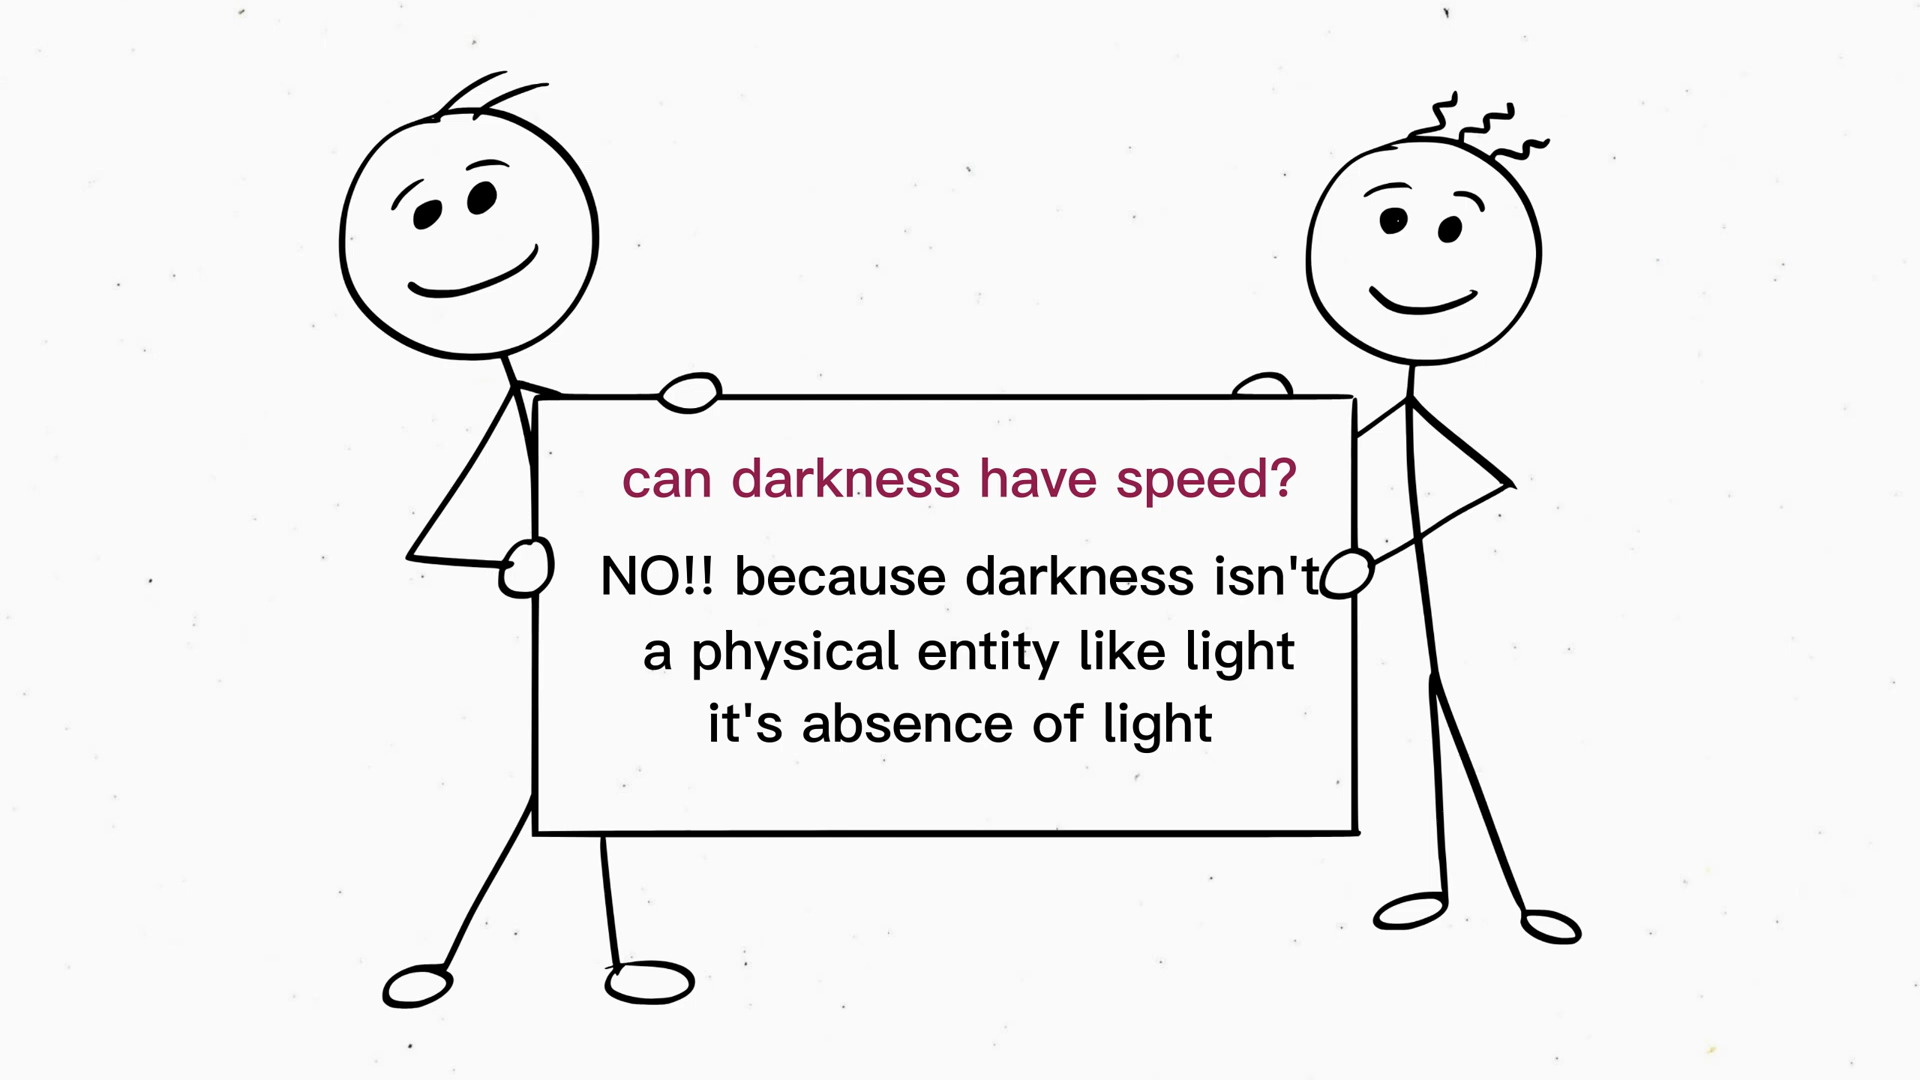 can darkness have speed?
NO!! because darkness isn't
a physical entity like light
it's absence of light